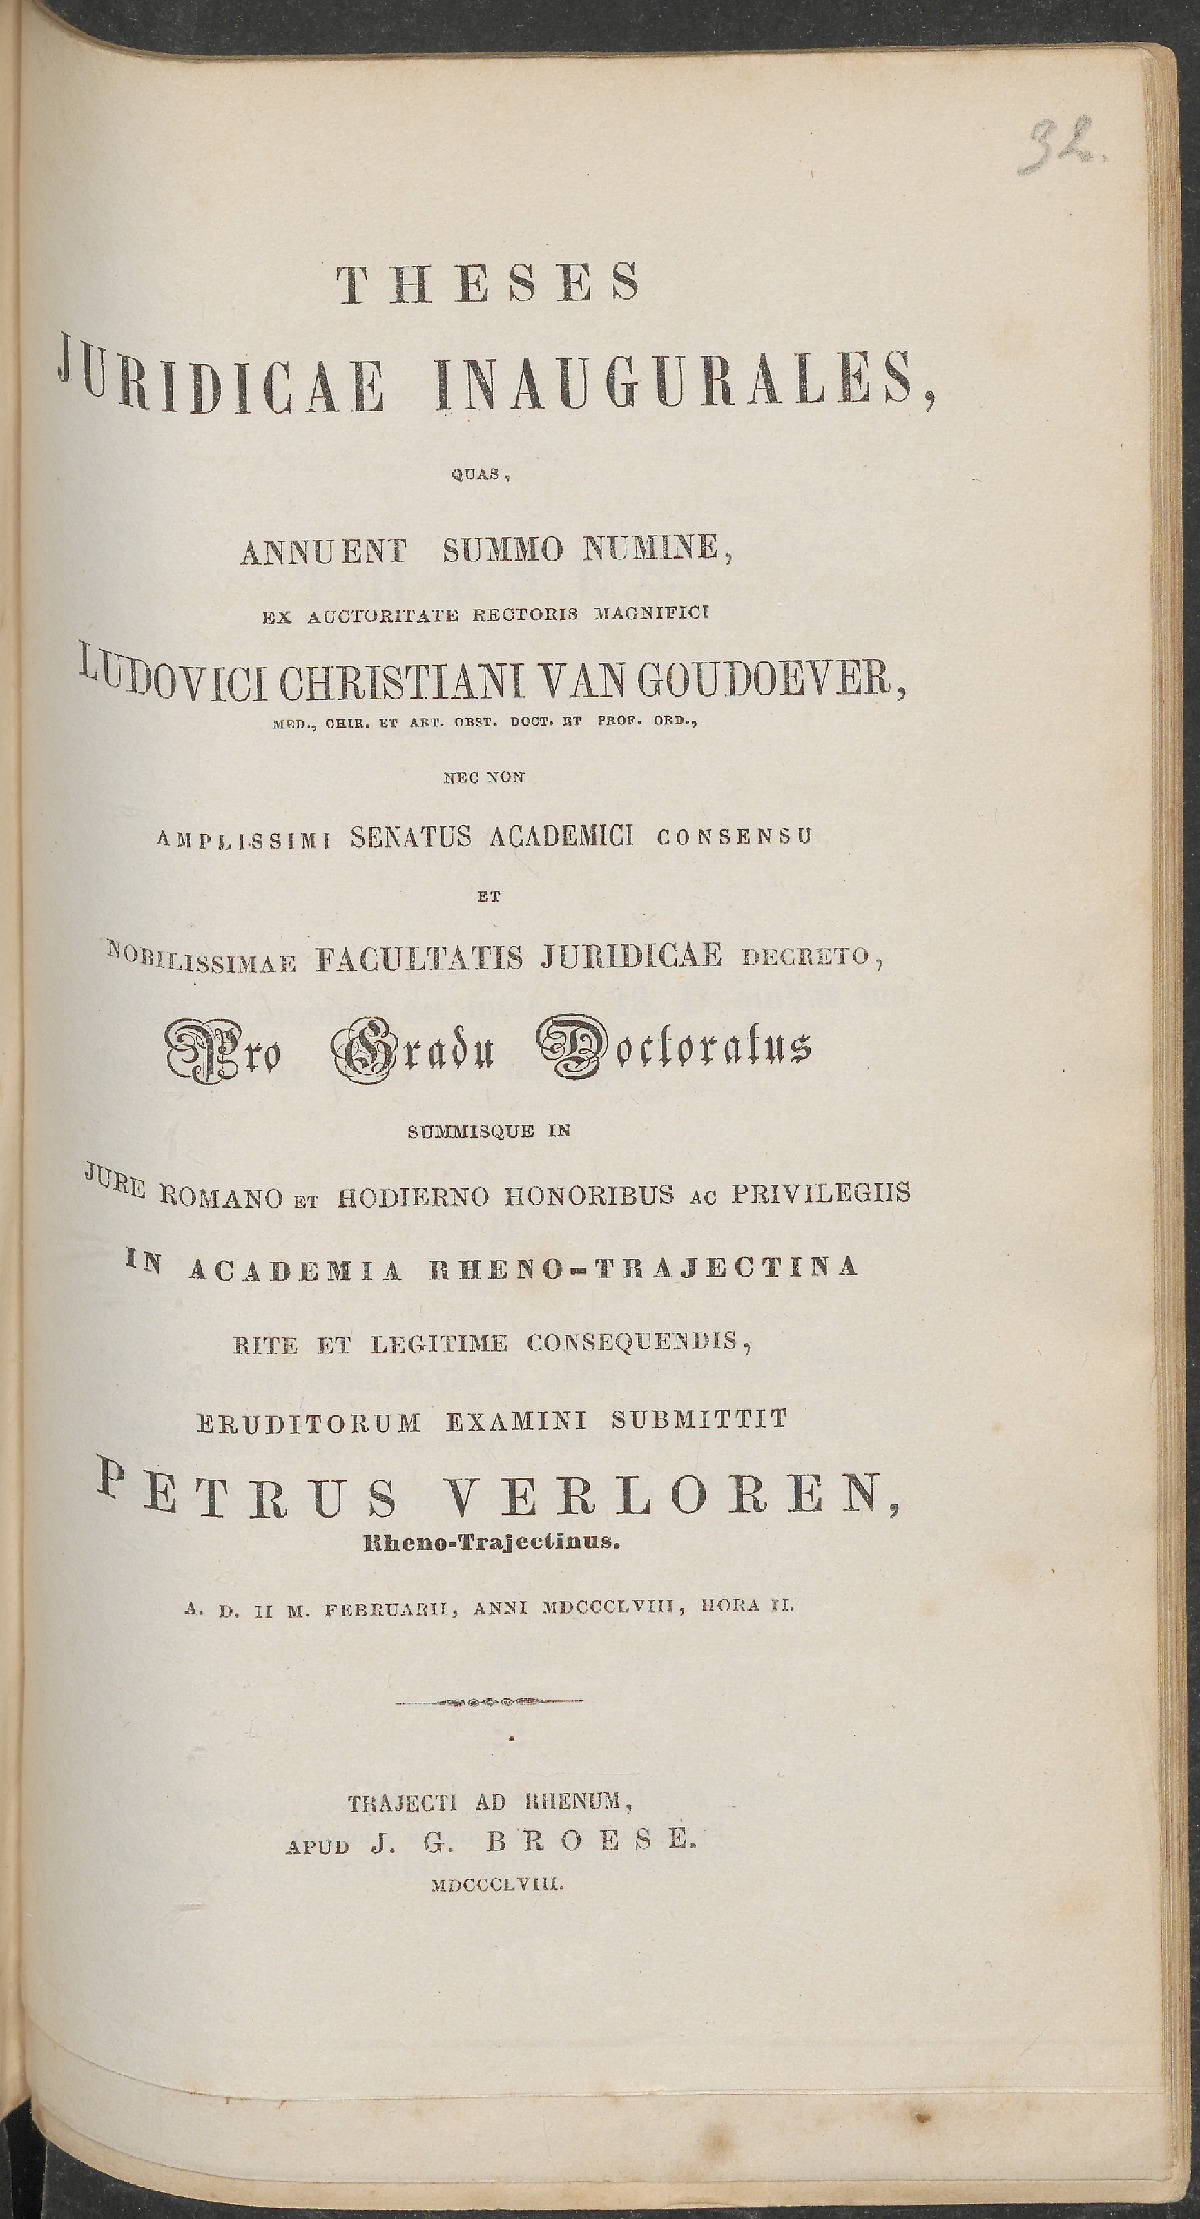 32.
THESES
JURIDICAE INAUGURALES,
QUAS,
ANNUENT SUMMO NUMINE,
EX AUCTORITATE RECTORIS MAGNIFICI
LUDOVICI CHRISTIANI VAN GOUDOEVER,
MED., CHIR. ET ART. OBST. DOCT. ET PROF. ORD.,
NEC NON
AMPLISSIMI SENATUS ACADEMICI CONSENSU
ET
NOBILISSIMAE FACULTATIS JURIDICAE DECRETO,
Pro Gradu Doctoratus
SUMMISQUE IN
JURE ROMANO ET HODIERNO HONORIBUS AC PRIVILEGIIS
IN ACADEMIA RHENO-TRAJECTINA
RITE ET LEGITIME CONSEQUENDIS,
ERUDITORUM EXAMINI SUBMITTIT
PETRUS VERLOREN,
Rheno-Trajectinus.
A. D. II M. FEBRUARII, ANNI MDCCCLVIII, HORA II.
TRAJECTI AD RHENUM,
APUD J. G. BROESE.
MDCCCLVIII.